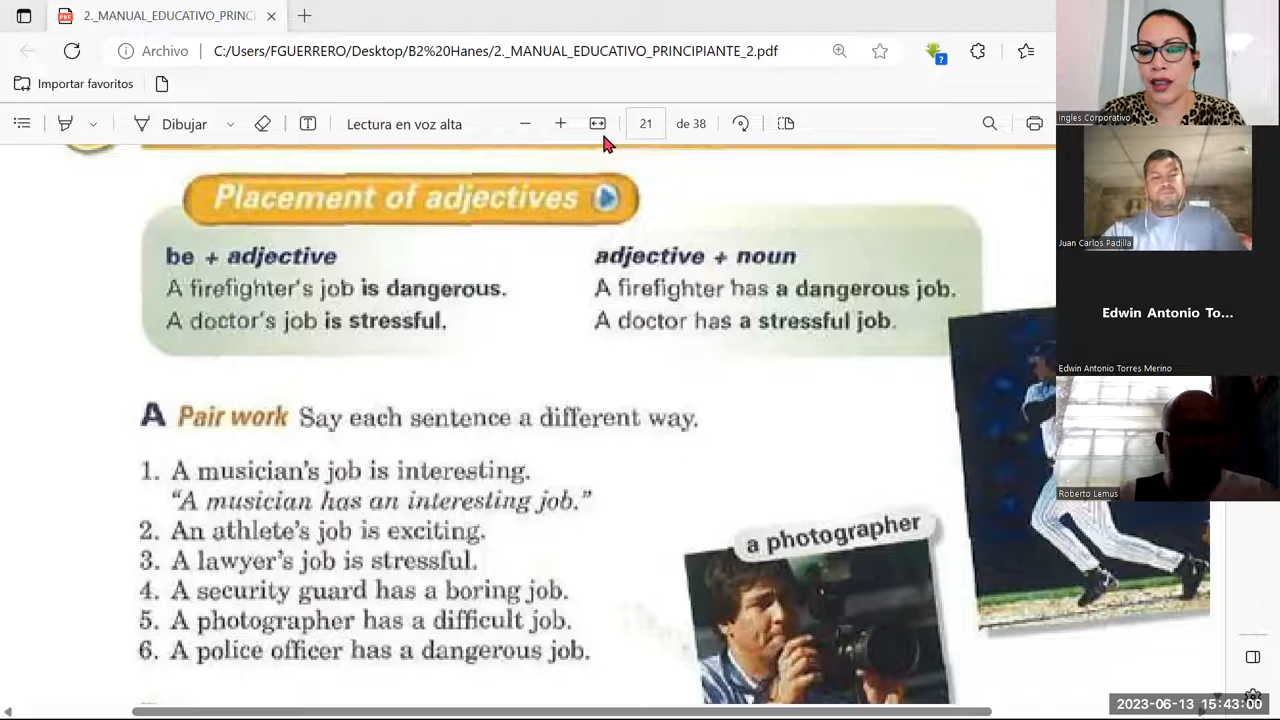 2._MANUAL_EDUCATIVO_PRINCI
Archivo
C:/Users/FGUERRERO/Desktop/B2%20Hanes/2._MANUAL_EDUCATIVO_PRINCIPIANTE_2.pdf
Importar favoritos
Dibujar
Lectura en voz alta
21
de 38
Placement of adjectives
be + adjective
A firefighter's job is dangerous.
A doctor's job is stressful.
adjective + noun
A firefighter has a dangerous job.
A doctor has a stressful job.
A Pair work Say each sentence a different way.
1. A musician's job is interesting.
"A musician has an interesting job."
2. An athlete's job is exciting.
3. A lawyer's job is stressful.
4. A security guard has a boring job.
5. A photographer has a difficult job.
6. A police officer has a dangerous job.
a photographer
Ingles Corporativo
Juan Carlos Padilla
Edwin Antonio To...
Edwin Antonio Torres Merino
Roberto Lemus
2023-06-13 15:43:00